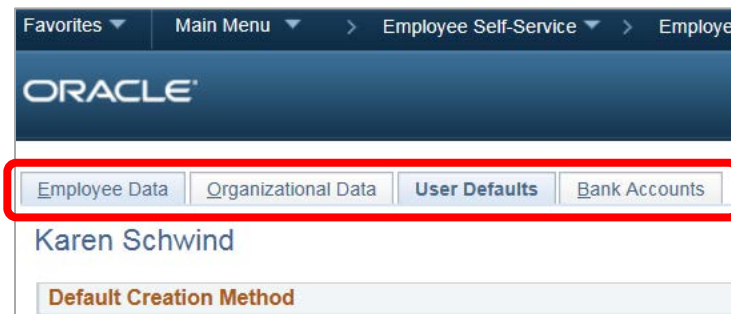 Favorites Main Menu > Employee Self-Service > Employe
ORACLE
Employee Data Organizational Data User Defaults Bank Accounts
Karen Schwind
Default Creation Method